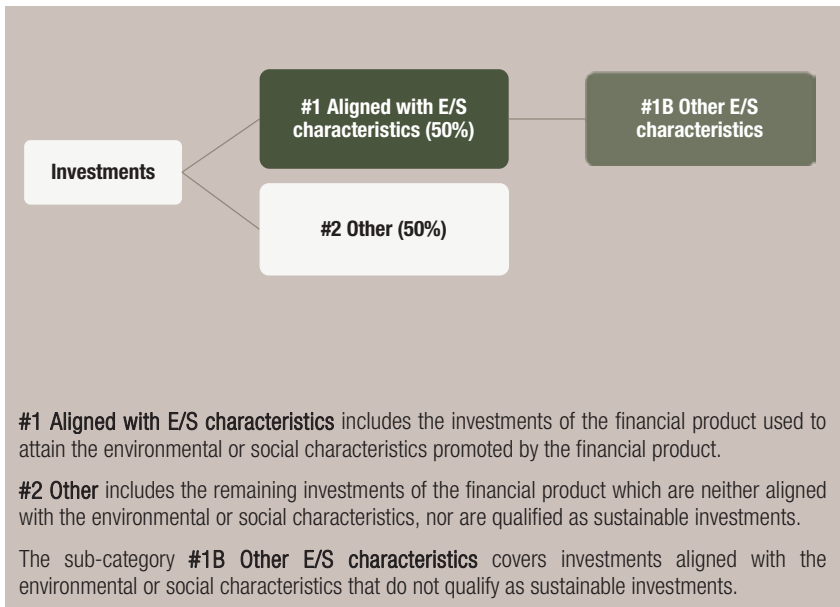 #1 Aligned with E/S
characteristics (50%)
#1B Other E/S
characteristics
Investments
#2 Other (50%)
#1 Aligned with E/S characteristics includes the investments of the financial product used to
attain the environmental or social characteristics promoted by the financial product.
#2 Other includes the remaining investments of the financial product which are neither aligned
with the environmental or social characteristics, nor are qualified as sustainable investments.
The sub-category #1B Other E/S characteristics covers investments aligned with the
environmental or social characteristics that do not qualify as sustainable investments.